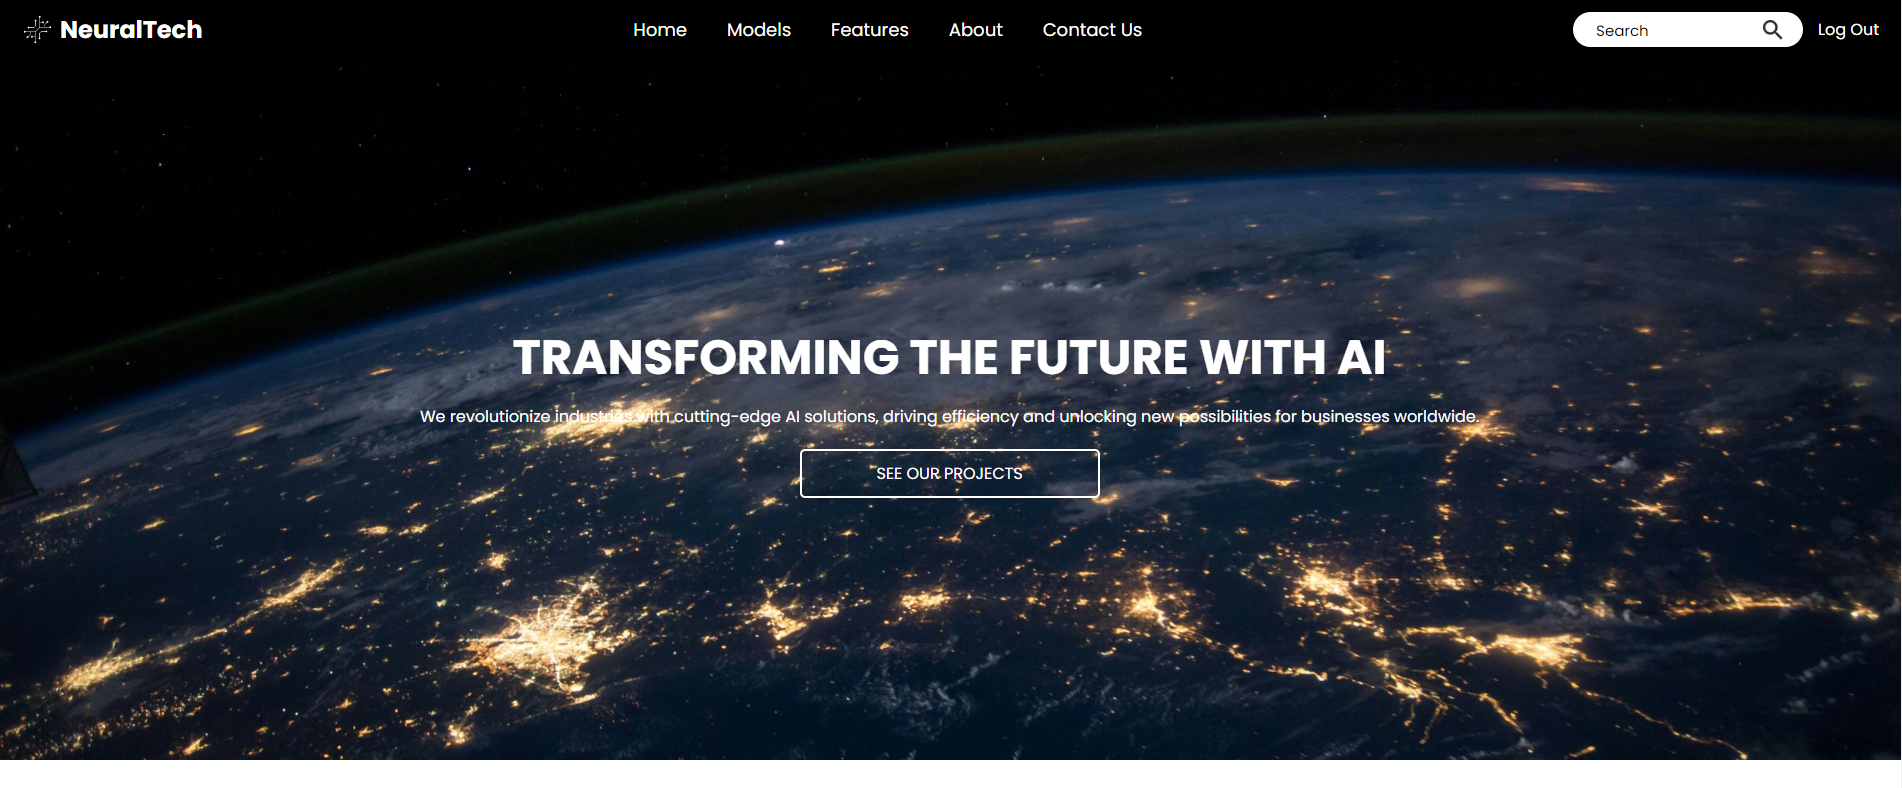 NeuralTech
Home Models Features About Contact Us
Search
Log Out
TRANSFORMING THE FUTURE WITH AI
We revolutionize industries with cutting-edge AI solutions, driving efficiency and unlocking new possibilities for businesses worldwide.
SEE OUR PROJECTS